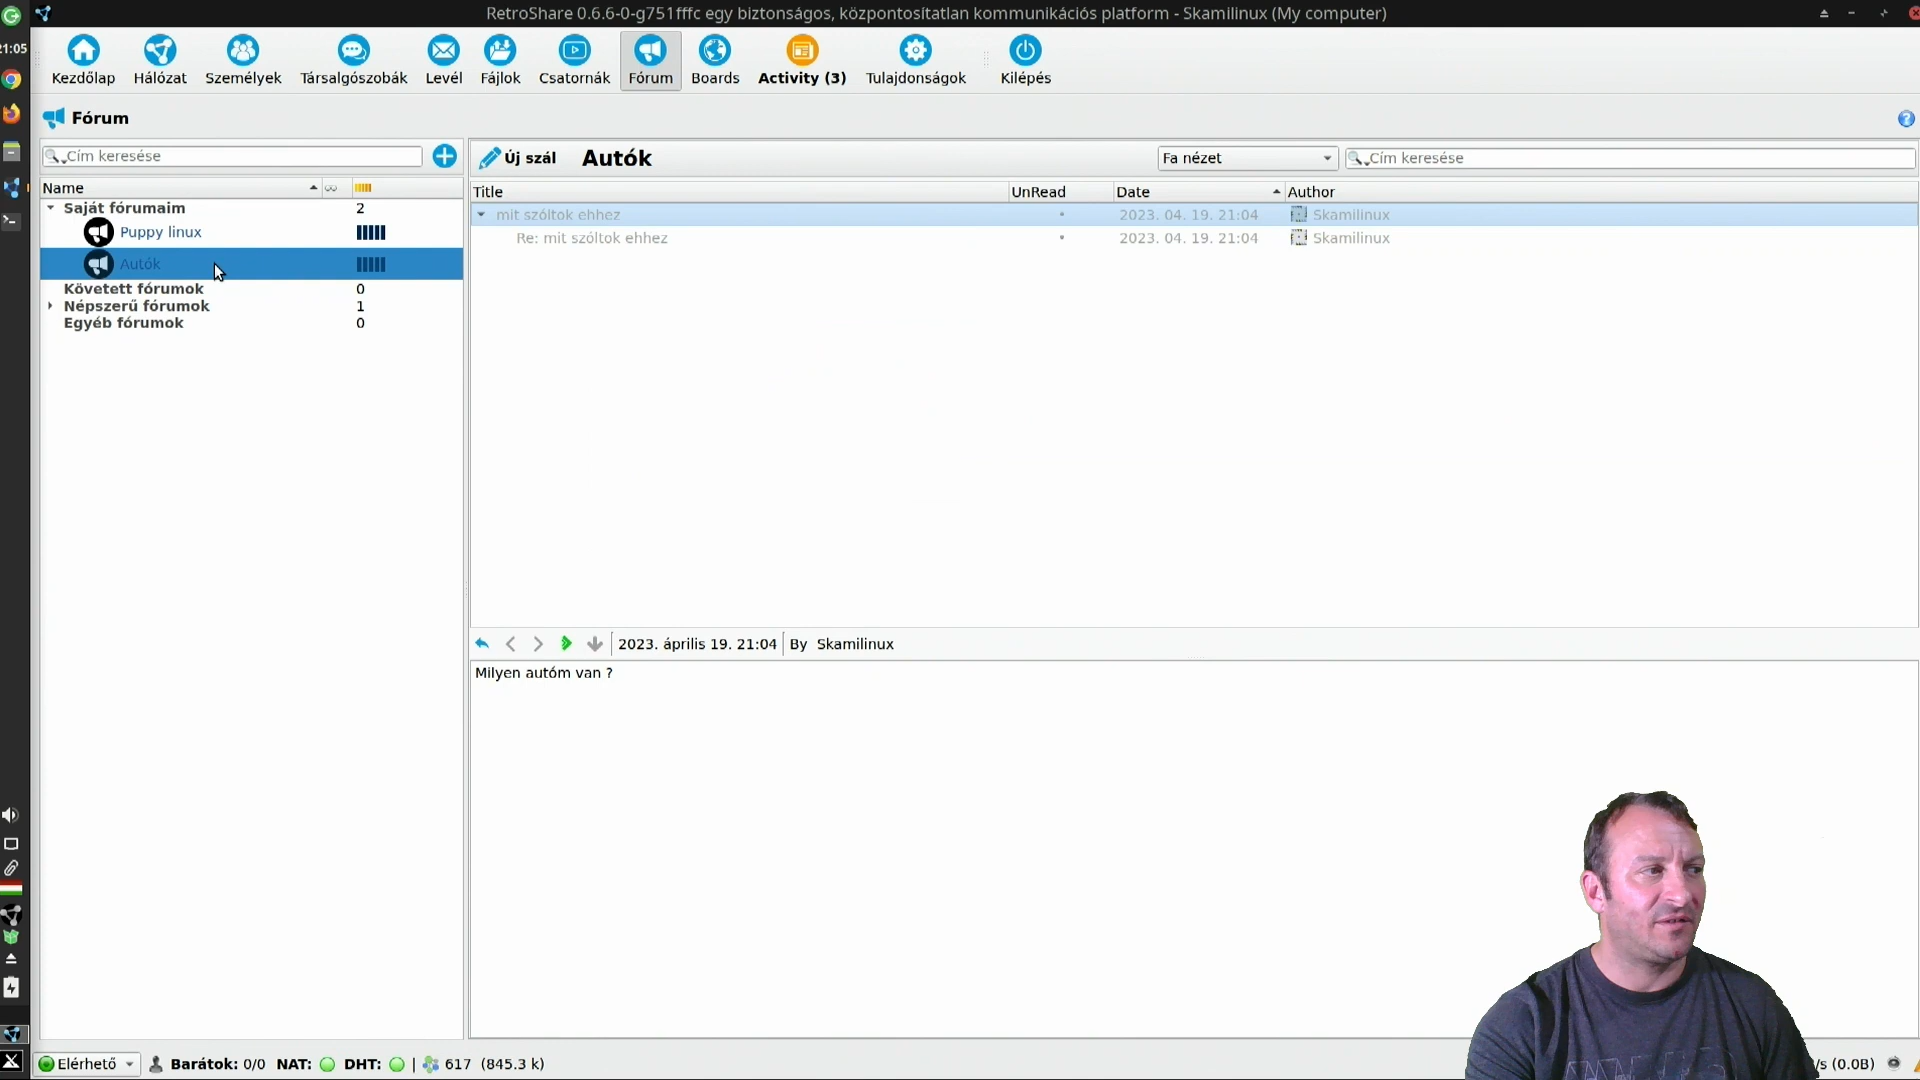 RetroShare 0.6.6-0-g751fffc egy biztonságos, központosítatlan kommunikációs platform - Skamilinux (My computer)
21:05
Kezdőlap Hálózat Személyek Társalgószobák Levél Fájlok Csatornák Fórum Boards Activity (3) Tulajdonságok Kilépés
Fórum
Cím keresése
Új szál Autók Fa nézet Cím keresése
Name
Title UnRead Date Author
Saját fórumaim 2
Puppy linux
Autók
Követett fórumok 0
Népszerű fórumok 1
Egyéb fórumok 0
mit szóltok ehhez 2023. 04. 19. 21:04 Skamilinux
Re: mit szóltok ehhez 2023. 04. 19. 21:04 Skamilinux
2023. április 19. 21:04 By Skamilinux
Milyen autóm van ?
Elérhető Barátok: 0/0 NAT: DHT: | 617 (845.3 k)
/s (0.0B)